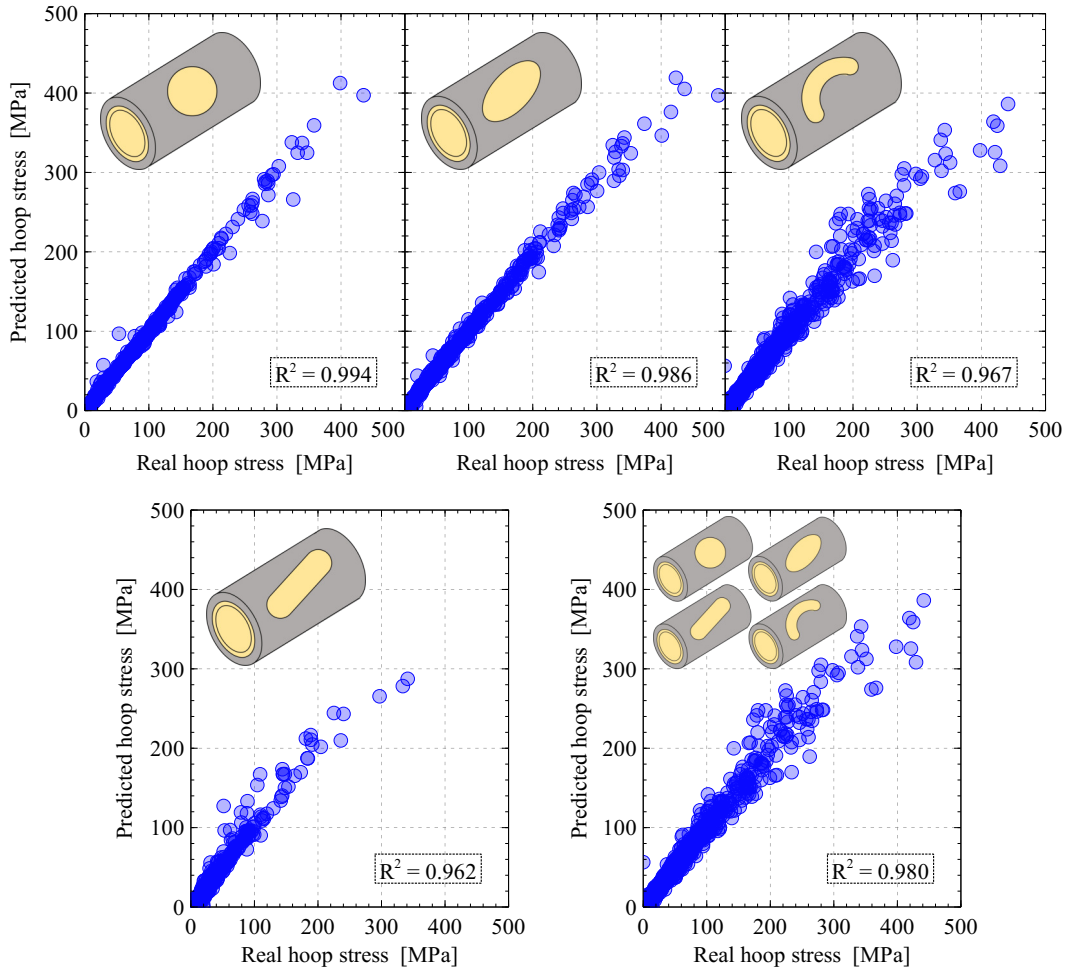 500
400
300
200
100
0
Predicted hoop stress [MPa]
R² = 0.994
R² = 0.986
R² = 0.967
0 100 200 300 400 500 100 200 300 400 500 100 200 300 400 500
Real hoop stress [MPa] Real hoop stress [MPa] Real hoop stress [MPa]
500
400
300
200
100
0
Predicted hoop stress [MPa]
R² = 0.962
0 100 200 300 400 500
Real hoop stress [MPa]
500
400
300
200
100
0
Predicted hoop stress [MPa]
R² = 0.980
0 100 200 300 400 500
Real hoop stress [MPa]